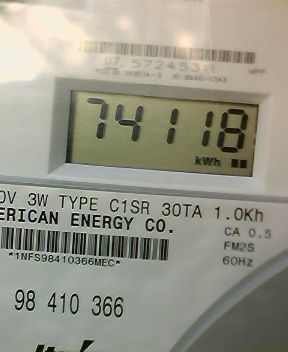 07. 57245311
74118
kWh
0V 3W TYPE C1SR 30TA 1.0Kh
ERICAN ENERGY CO.
CA 0.5
FM2S
60Hz
*1NFS98410366MEC*
98 410 366